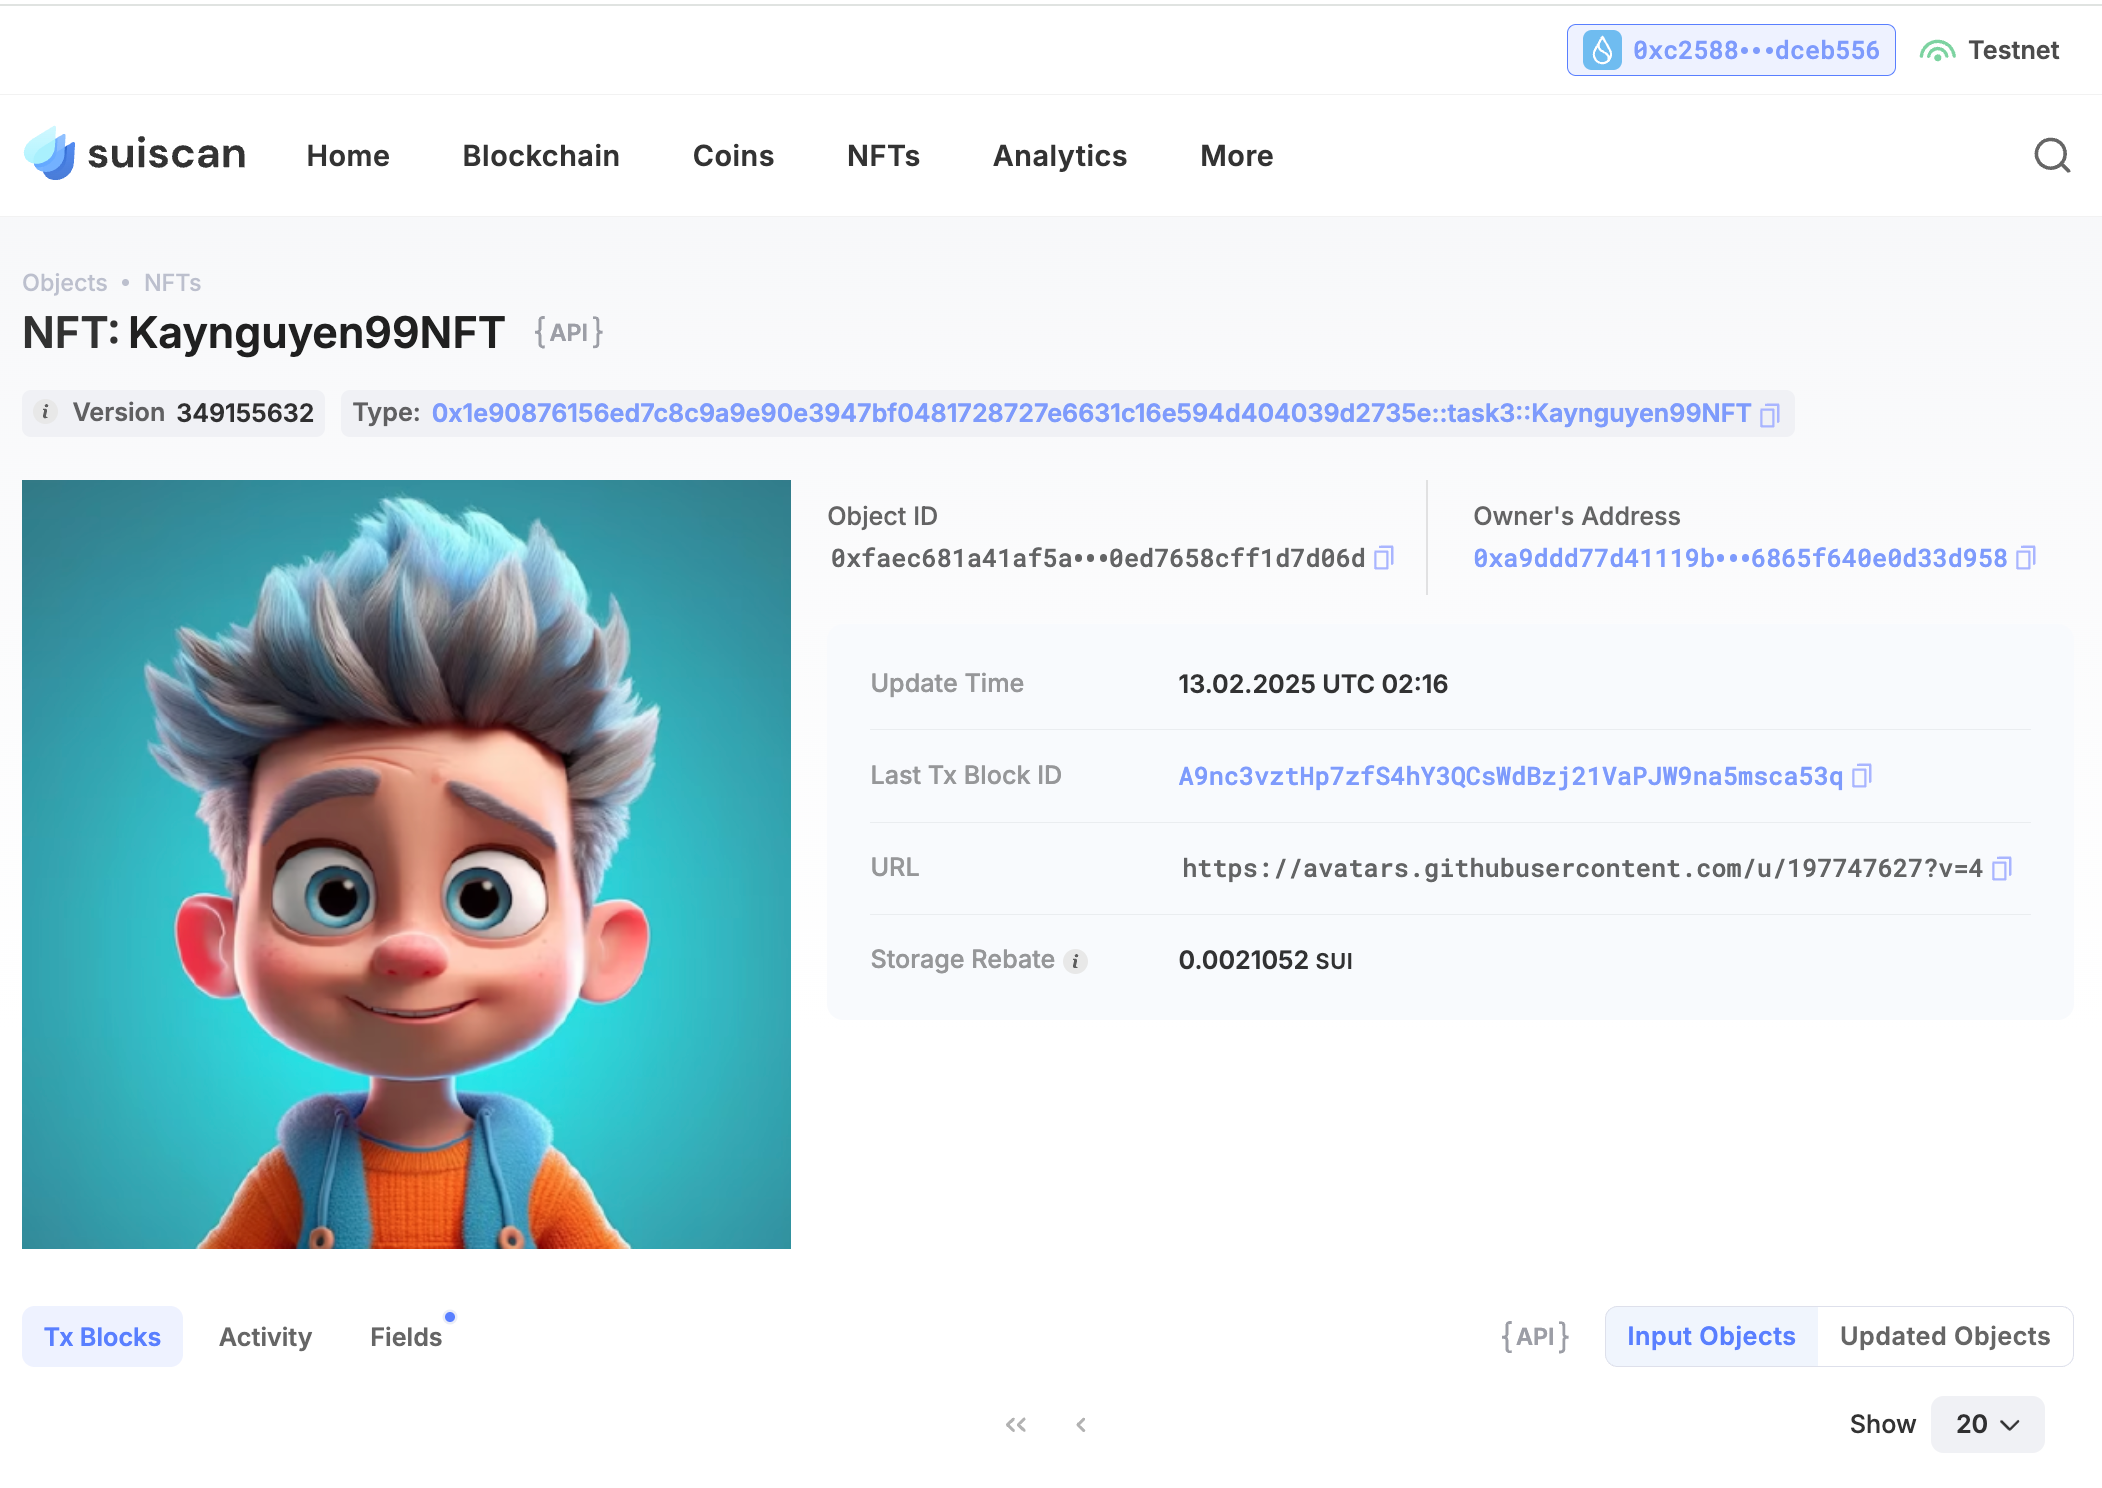 0xc2588•••dceb556 Testnet
suiscan Home Blockchain Coins NFTs Analytics More
Objects • NFTs
NFT: Kaynguyen99NFT {API}
i Version 349155632 Type: 0x1e90876156ed7c8c9a9e90e3947bf0481728727e6631c16e594d404039d2735e::task3::Kaynguyen99NFT
Object ID
0xfaec681a41af5a•••0ed7658cff1d7d06d
Owner's Address
0xa9ddd77d41119b•••6865f640e0d33d958
Update Time 13.02.2025 UTC 02:16
Last Tx Block ID A9nc3vztHp7zfS4hY3QCsWdBzj21VaPJW9na5msca53q
URL https://avatars.githubusercontent.com/u/197747627?v=4
Storage Rebate i 0.0021052 SUI
Tx Blocks Activity Fields {API} Input Objects Updated Objects
Show 20